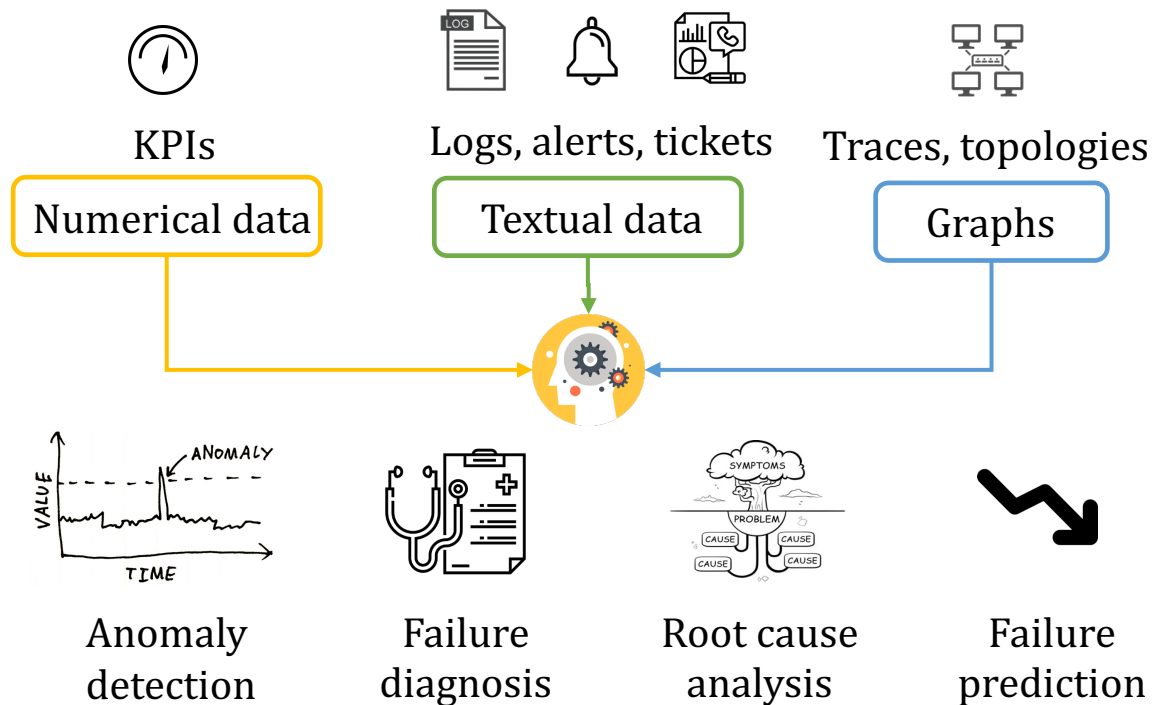 LOG
KPIs
Logs, alerts, tickets
Traces, topologies
Numerical data
Textual data
Graphs
ANOMALY
VALUE
TIME
SYMPTOMS
PROBLEM
CAUSE
CAUSE
CAUSE
CAUSE
Anomaly
detection
Failure
diagnosis
Root cause
analysis
Failure
prediction